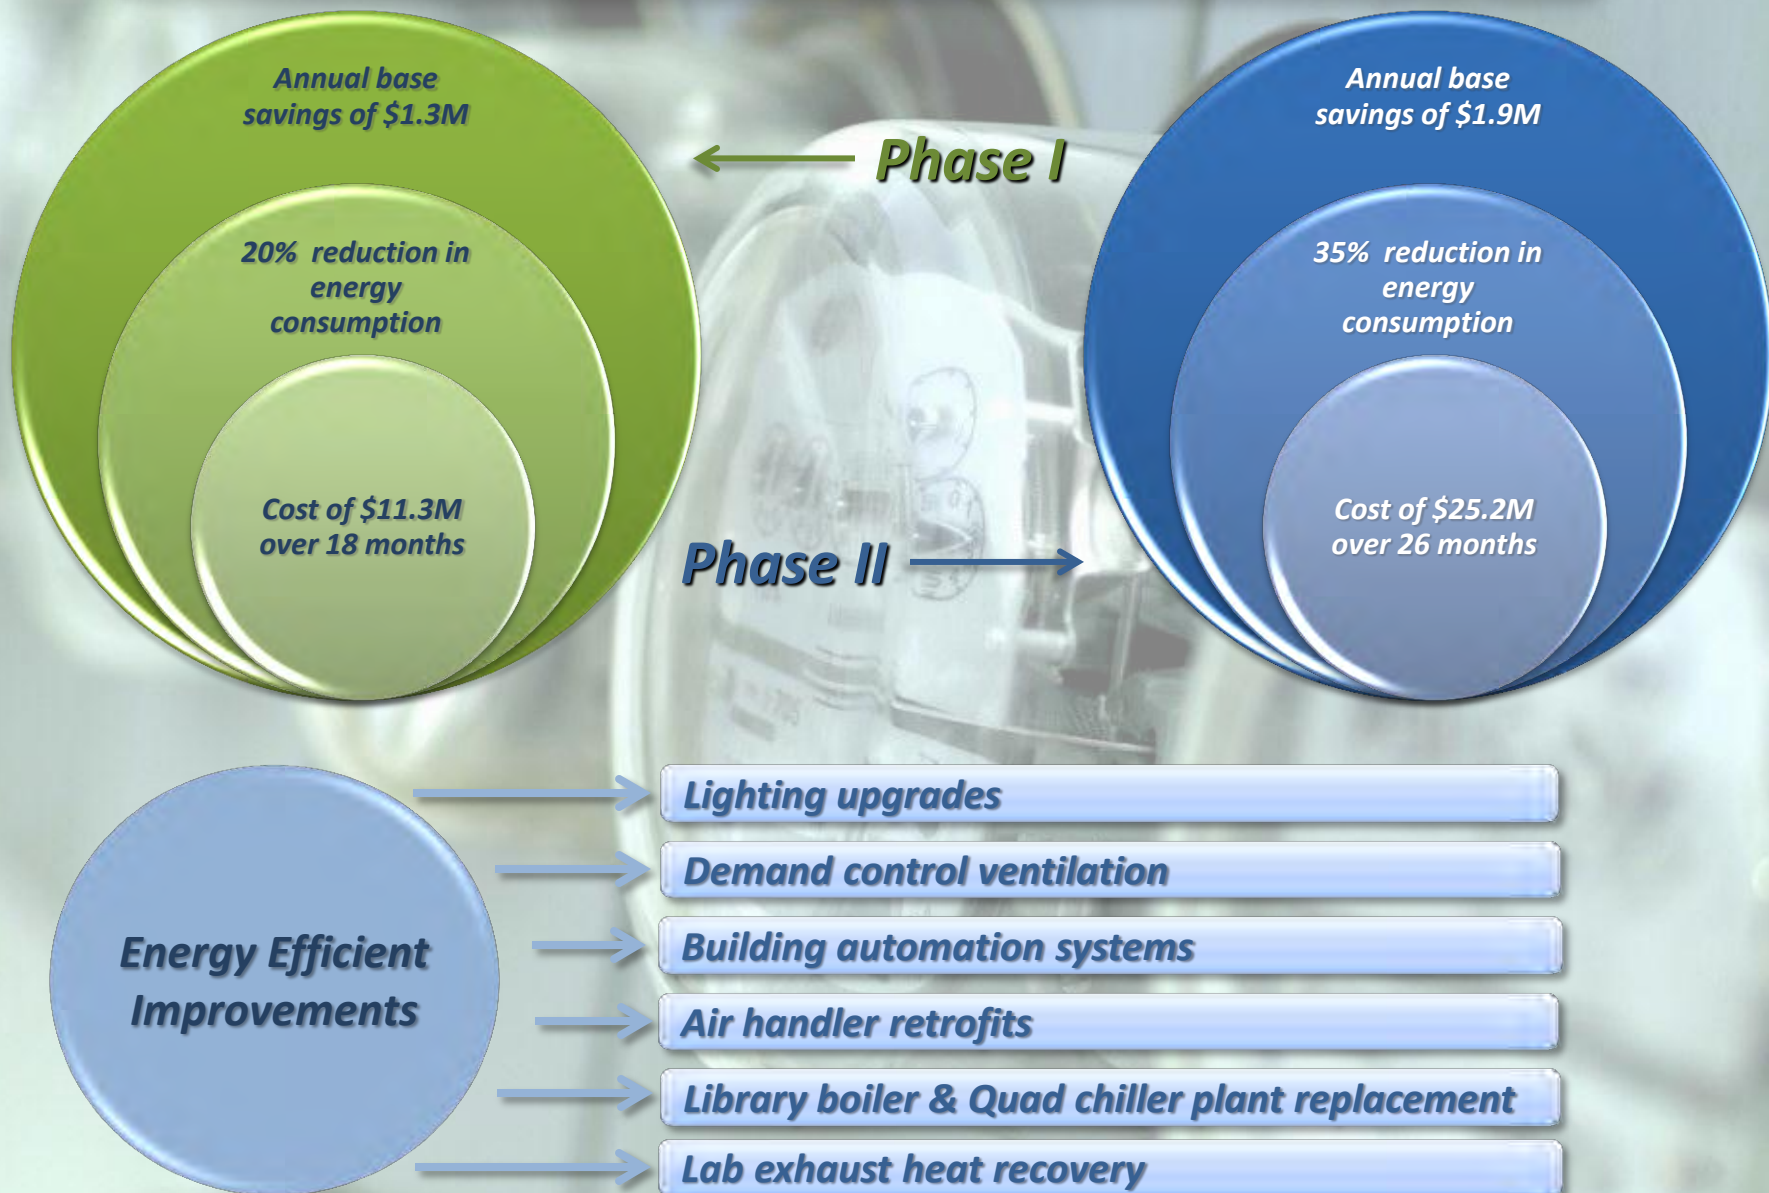 Annual base
savings of $1.3M
20% reduction in
energy
consumption
Cost of $11.3M
over 18 months
Phase I
Phase II
Annual base
savings of $1.9M
35% reduction in
energy
consumption
Cost of $25.2M
over 26 months
Energy Efficient
Improvements
Lighting upgrades
Demand control ventilation
Building automation systems
Air handler retrofits
Library boiler & Quad chiller plant replacement
Lab exhaust heat recovery